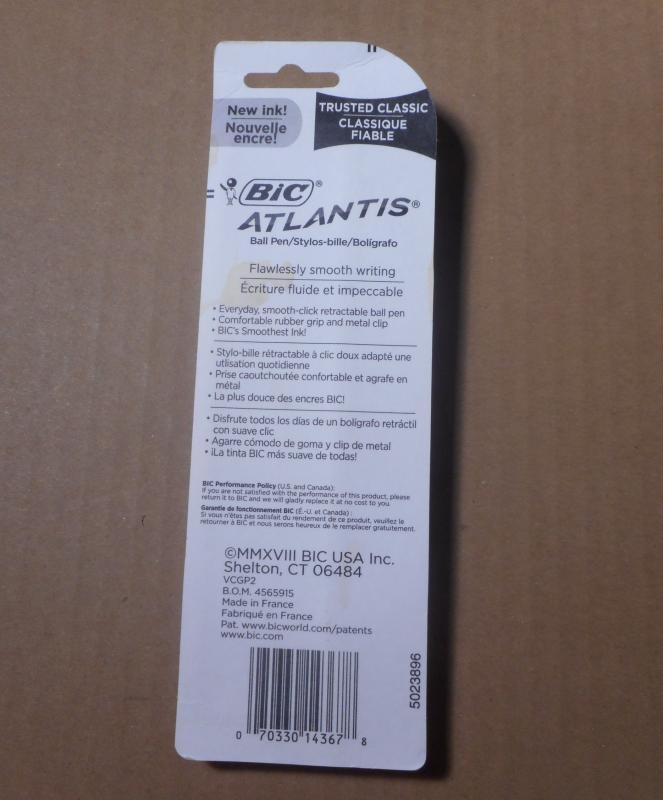 New ink!
Nouvelle
encre!
TRUSTED CLASSIC
CLASSIQUE
FIABLE
BiC®
ATLANTIS®
Ball Pen/Stylos-bille/Bolígrafo
Flawlessly smooth writing
Écriture fluide et impeccable
• Everyday, smooth-click retractable ball pen
• Comfortable rubber grip and metal clip
• BIC's Smoothest Ink!
• Stylo-bille rétractable à clic doux adapté une
utlisation quotidienne
• Prise caoutchoutée confortable et agrafe en
métal
• La plus douce des encres BIC!
• Disfrute todos los días de un bolígrafo retráctil
con suave clic
• Agarre cómodo de goma y clip de metal
• ¡La tinta BIC más suave de todas!
BIC Performance Policy (U.S. and Canada):
If you are not satisfied with the performance of this product, please
return it to BIC and we will gladly replace it at no cost to you.
Garantie de fonctionnement BIC (É.-U. et Canada) :
Si vous n'êtes pas satisfait du rendement de ce produit, veuillez le
retourner à BIC et nous serons heureux de le remplacer gratuitement.
©MMXVIII BIC USA Inc.
Shelton, CT 06484
VCGP2
B.O.M. 4565915
Made in France
Fabriqué en France
Pat. www.bicworld.com/patents
www.bic.com
5023896
0 70330 14367 8